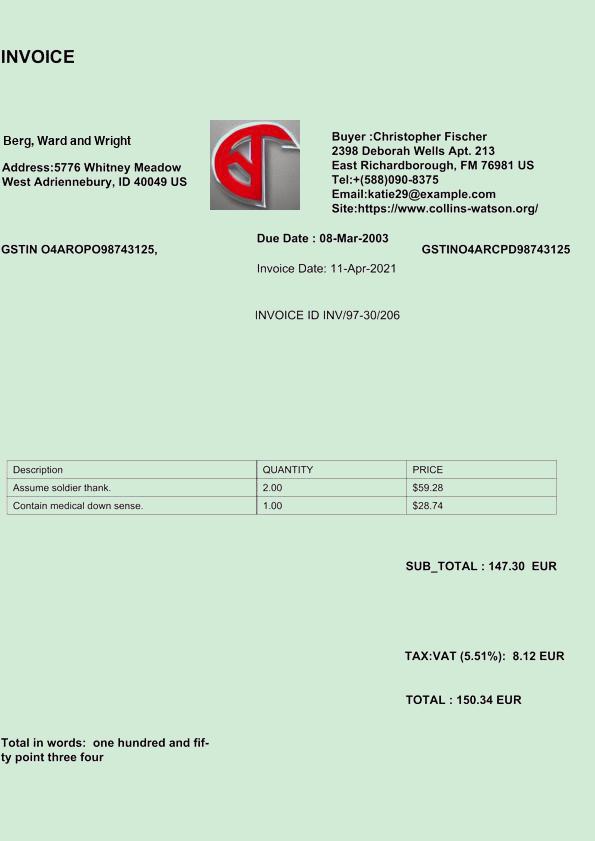 INVOICE
Berg, Ward and Wright
Address:5776 Whitney Meadow
West Adriennebury, ID 40049 US
Buyer :Christopher Fischer
2398 Deborah Wells Apt. 213
East Richardborough, FM 76981 US
Tel:+(588)090-8375
Email:katie29@example.com
Site:https://www.collins-watson.org/
GSTIN O4AROPO98743125,
Due Date : 08-Mar-2003
GSTINO4ARCPD98743125
Invoice Date: 11-Apr-2021
INVOICE ID INV/97-30/206
Description QUANTITY PRICE
Assume soldier thank. 2.00 $59.28
Contain medical down sense. 1.00 $28.74
SUB_TOTAL : 147.30 EUR
TAX:VAT (5.51%): 8.12 EUR
TOTAL : 150.34 EUR
Total in words: one hundred and fif-
ty point three four